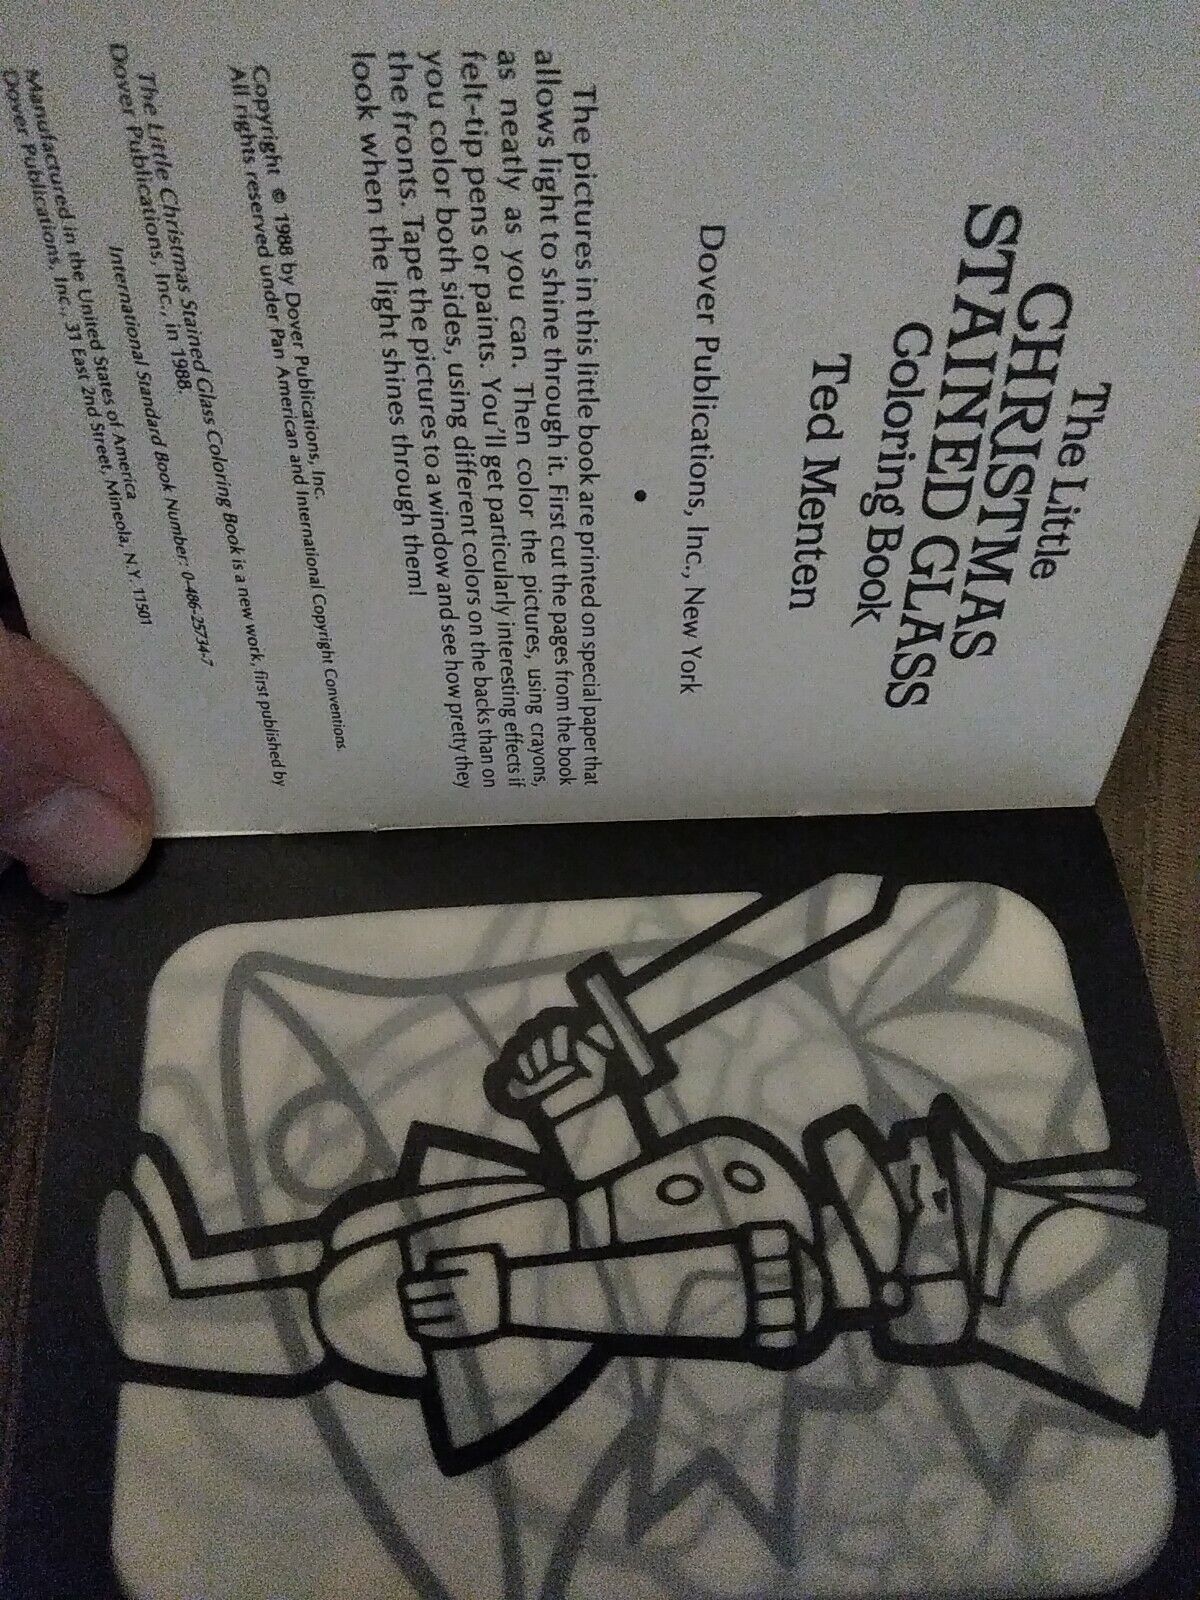 The Little
CHRISTMAS
STAINED GLASS
Coloring Book
Ted Menten
Dover Publications, Inc., New York
The pictures in this little book are printed on special paper that
allows light to shine through it. First cut the pages from the book
as neatly as you can. Then color the pictures, using crayons,
felt-tip pens or paints. You'll get particularly interesting effects if
you color both sides, using different colors on the backs than on
the fronts. Tape the pictures to a window and see how pretty they
look when the light shines through them!
Copyright © 1988 by Dover Publications, Inc.
All rights reserved under Pan American and International Copyright Conventions.
The Little Christmas Stained Glass Coloring Book is a new work, first published by
Dover Publications, Inc., in 1988.
International Standard Book Number: 0-486-25734-7
Manufactured in the United States of America
Dover Publications, Inc., 31 East 2nd Street, Mineola, N.Y. 11501